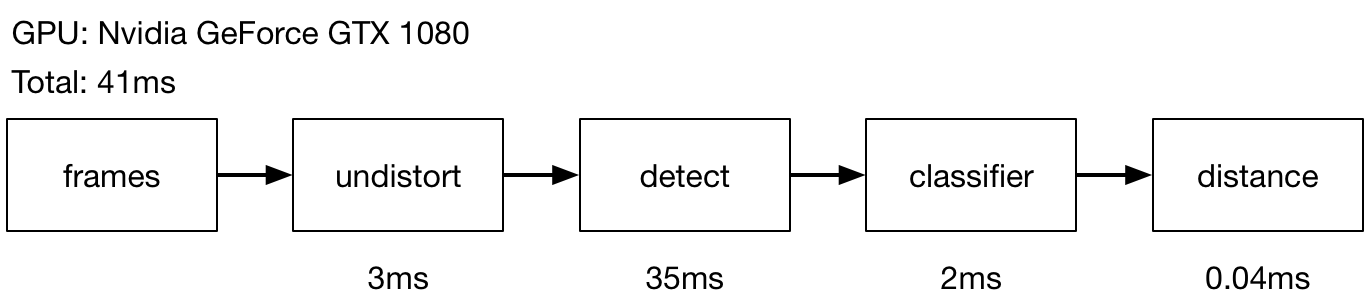 GPU: Nvidia GeForce GTX 1080
Total: 41ms
frames
undistort
detect
classifier
distance
3ms
35ms
2ms
0.04ms